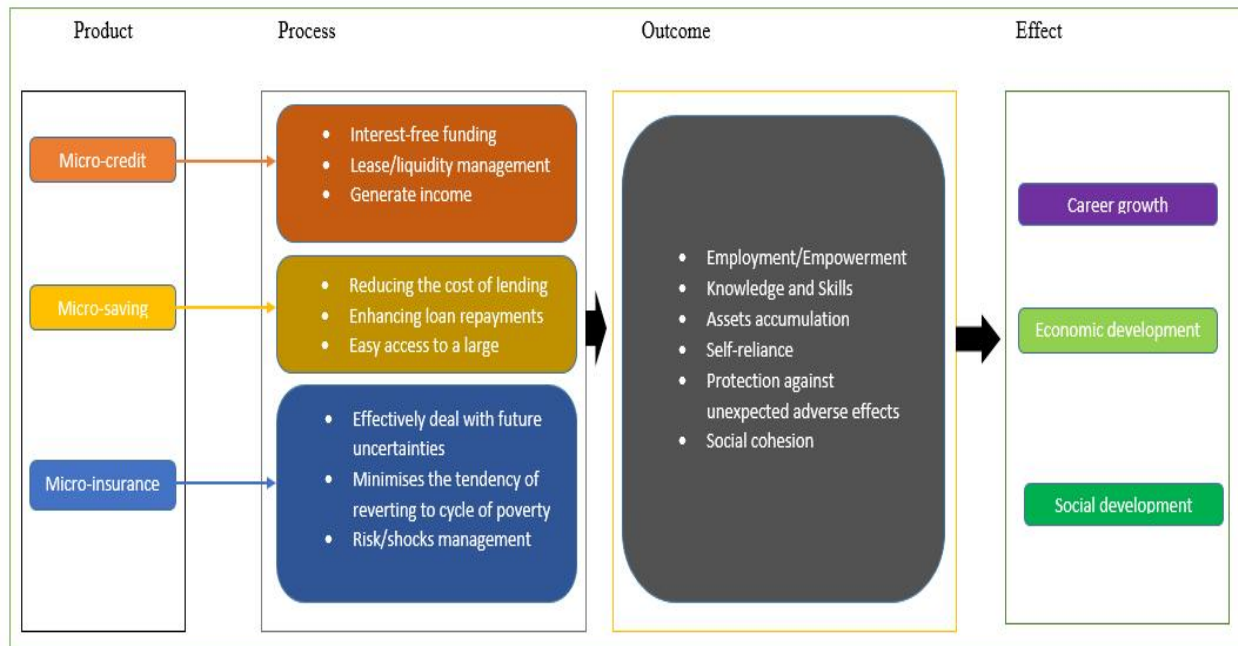 Product
Process
Outcome
Effect
Micro-credit
• Interest-free funding
• Lease/liquidity management
• Generate income
Micro-saving
• Reducing the cost of lending
• Enhancing loan repayments
• Easy access to a large
Micro-insurance
• Effectively deal with future
uncertainties
• Minimises the tendency of
reverting to cycle of poverty
• Risk/shocks management
• Employment/Empowerment
• Knowledge and Skills
• Assets accumulation
• Self-reliance
• Protection against
unexpected adverse effects
• Social cohesion
Career growth
Economic development
Social development